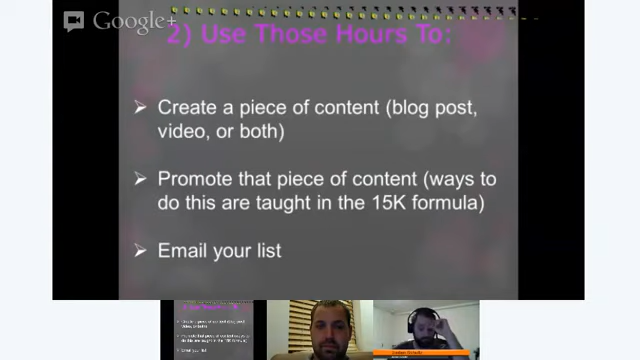 Google+
2) Use Those Hours To:
Create a piece of content (blog post,
video, or both)
Promote that piece of content (ways to
do this are taught in the 15K formula)
Email your list